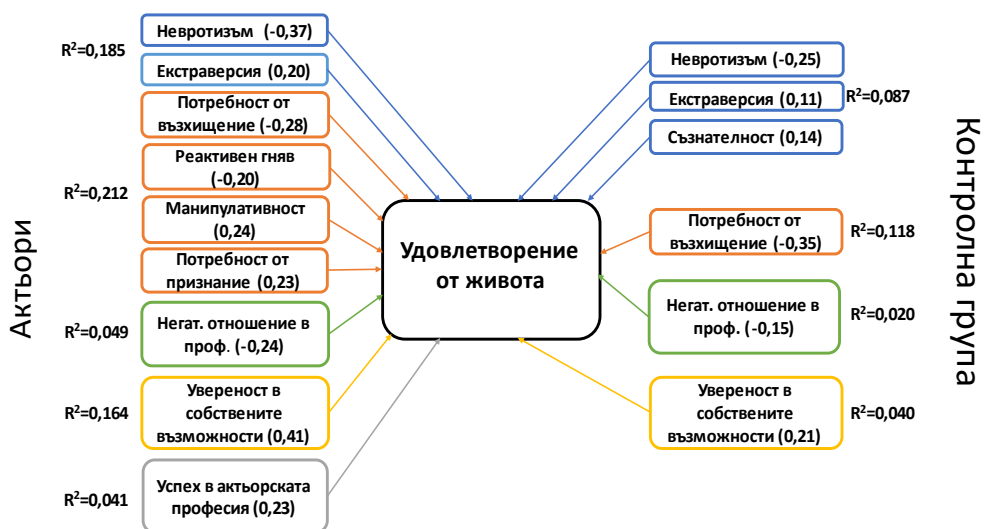 Актьори
R²=0,185
Невротизъм (-0,37)
Екстраверсия (0,20)
R²=0,212
Потребност от
възхищение (-0,28)
Реактивен гняв
(-0,20)
Манипулативност
(0,24)
Потребност от
признание (0,23)
R²=0,049
Негат. отношение в
проф. (-0,24)
R²=0,164
Увереност в
собствените
възможности (0,41)
R²=0,041
Успех в актьорската
професия (0,23)
Удовлетворение
от живота
Невротизъм (-0,25)
Екстраверсия (0,11)
R²=0,087
Съзнателност (0,14)
Потребност от
възхищение (-0,35)
R²=0,118
Негат. отношение в
проф. (-0,15)
R²=0,020
Увереност в
собствените
възможности (0,21)
R²=0,040
Контролна група